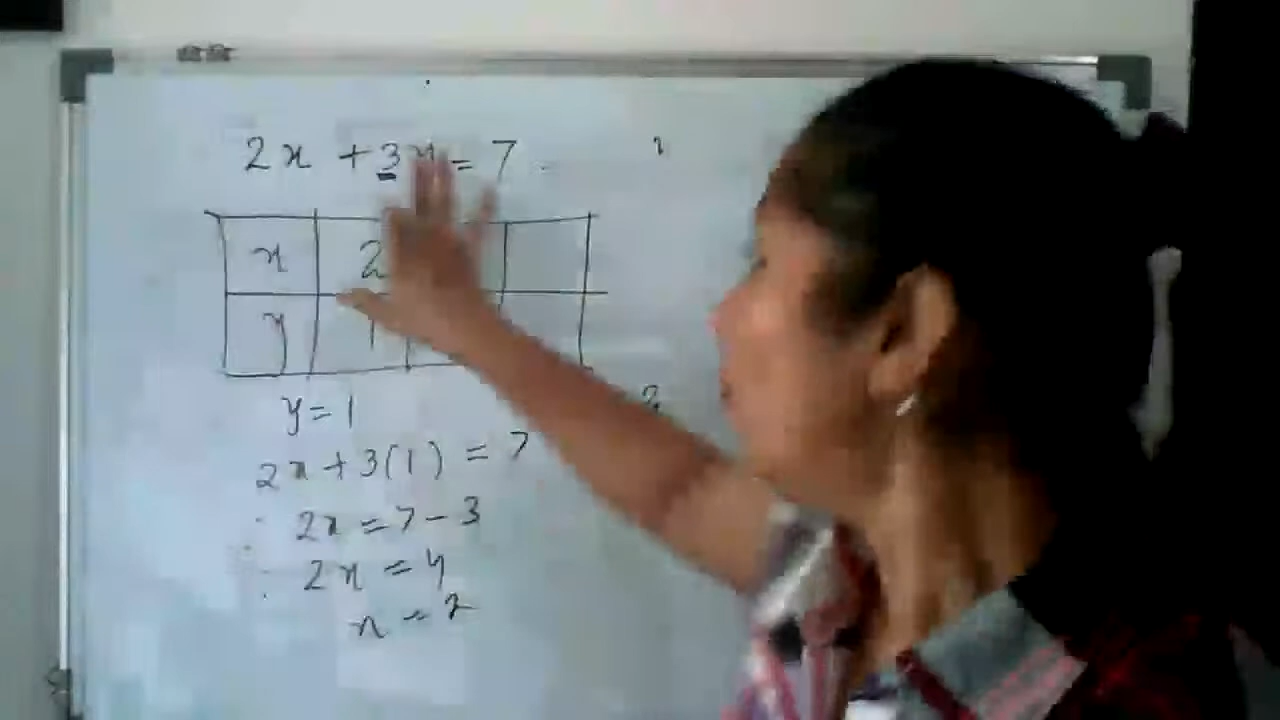 2x + 3y = 7
x 2
y 1
y = 1
2x + 3(1) = 7
2x = 7 - 3
2x = 4
x = 2